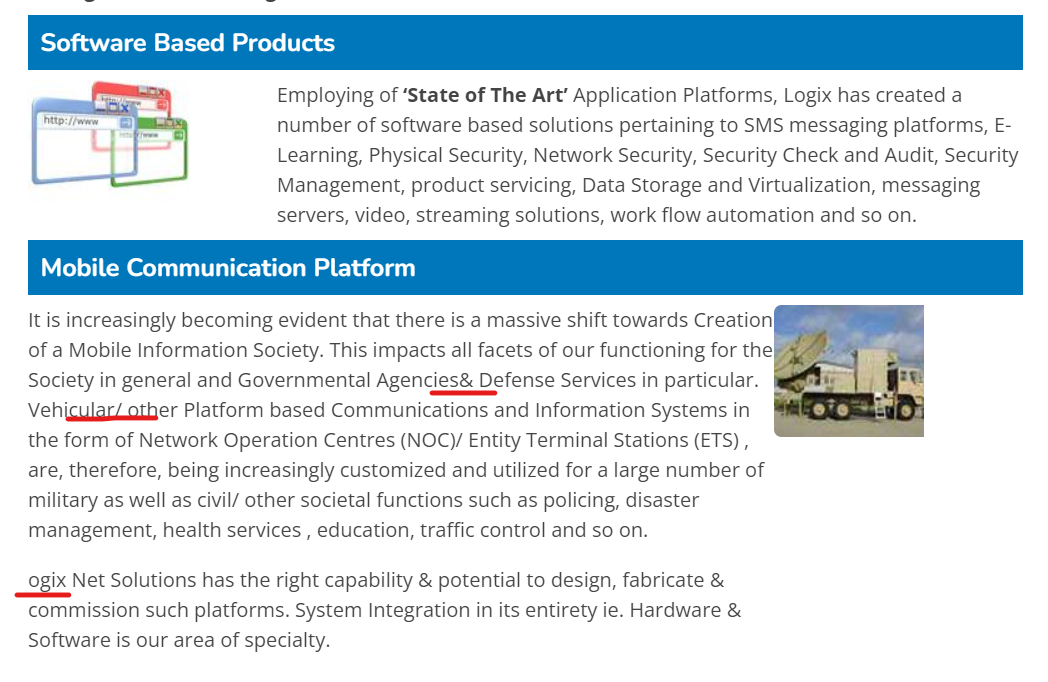 Software Based Products
http://www
http://www
http://www
Employing of ‘State of The Art’ Application Platforms, Logix has created a
number of software based solutions pertaining to SMS messaging platforms, E-
Learning, Physical Security, Network Security, Security Check and Audit, Security
Management, product servicing, Data Storage and Virtualization, messaging
servers, video, streaming solutions, work flow automation and so on.
Mobile Communication Platform
It is increasingly becoming evident that there is a massive shift towards Creation
of a Mobile Information Society. This impacts all facets of our functioning for the
Society in general and Governmental Agencies& Defense Services in particular.
Vehicular/ other Platform based Communications and Information Systems in
the form of Network Operation Centres (NOC)/ Entity Terminal Stations (ETS) ,
are, therefore, being increasingly customized and utilized for a large number of
military as well as civil/ other societal functions such as policing, disaster
management, health services , education, traffic control and so on.
ogix Net Solutions has the right capability & potential to design, fabricate &
commission such platforms. System Integration in its entirety ie. Hardware &
Software is our area of specialty.